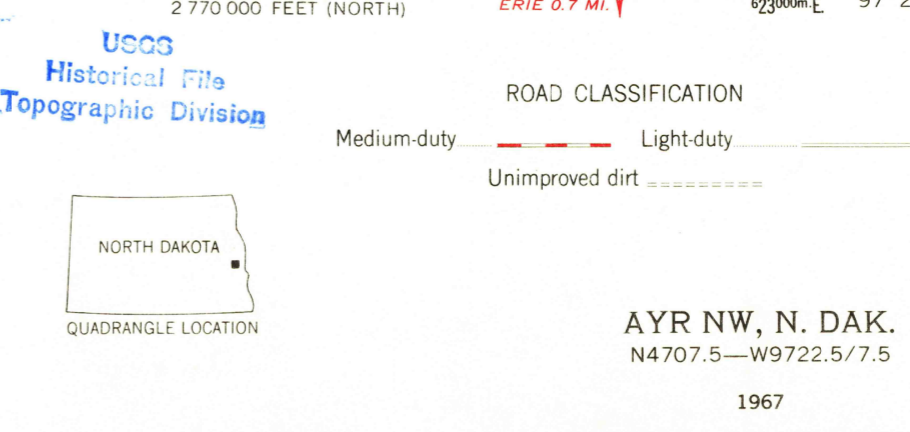 2 770 000 FEET (NORTH)
ERIE 0.7 MI.
623000m.E.
97
USGS
Historical File
Topographic Division
ROAD CLASSIFICATION
Medium-duty
Light-duty
Unimproved dirt
NORTH DAKOTA
QUADRANGLE LOCATION
AYR NW, N. DAK.
N4707.5—W9722.5/7.5
1967